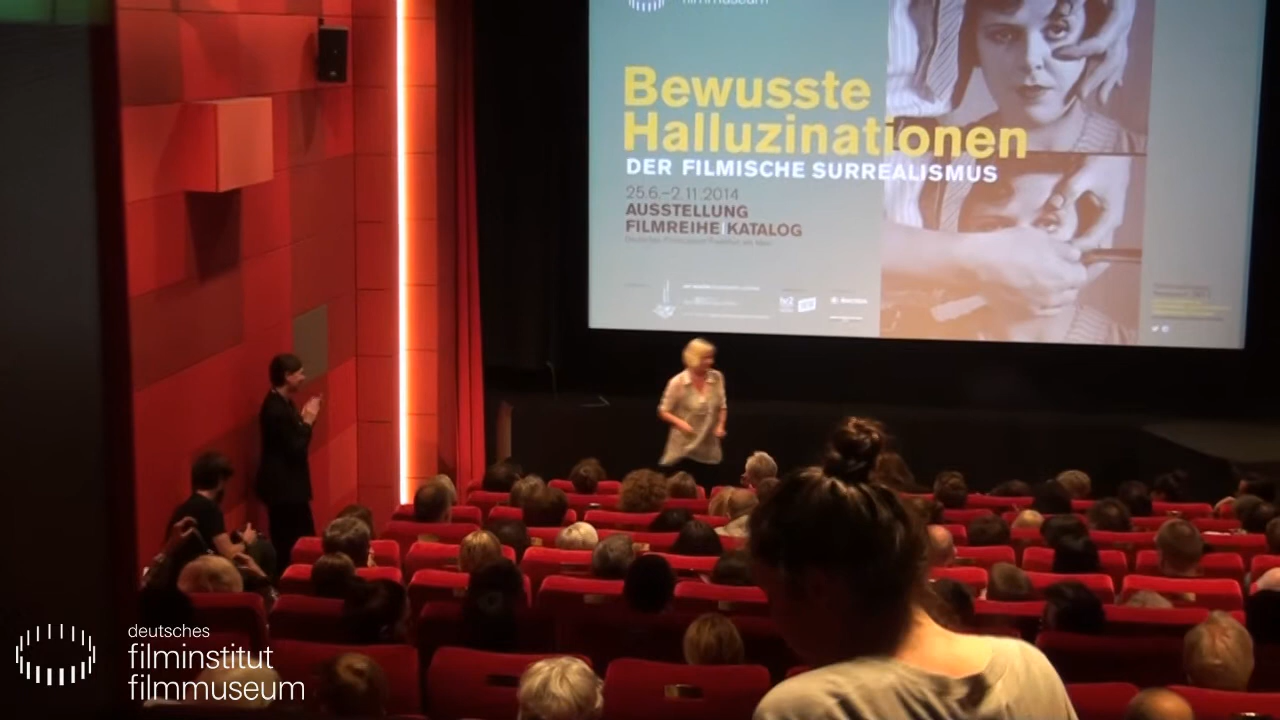 filmmuseum
Bewusste
Halluzinationen
DER FILMISCHE SURREALISMUS
25.6.–2.11.2014
AUSSTELLUNG
FILMREIHE|KATALOG
deutsches
filminstitut
filmmuseum